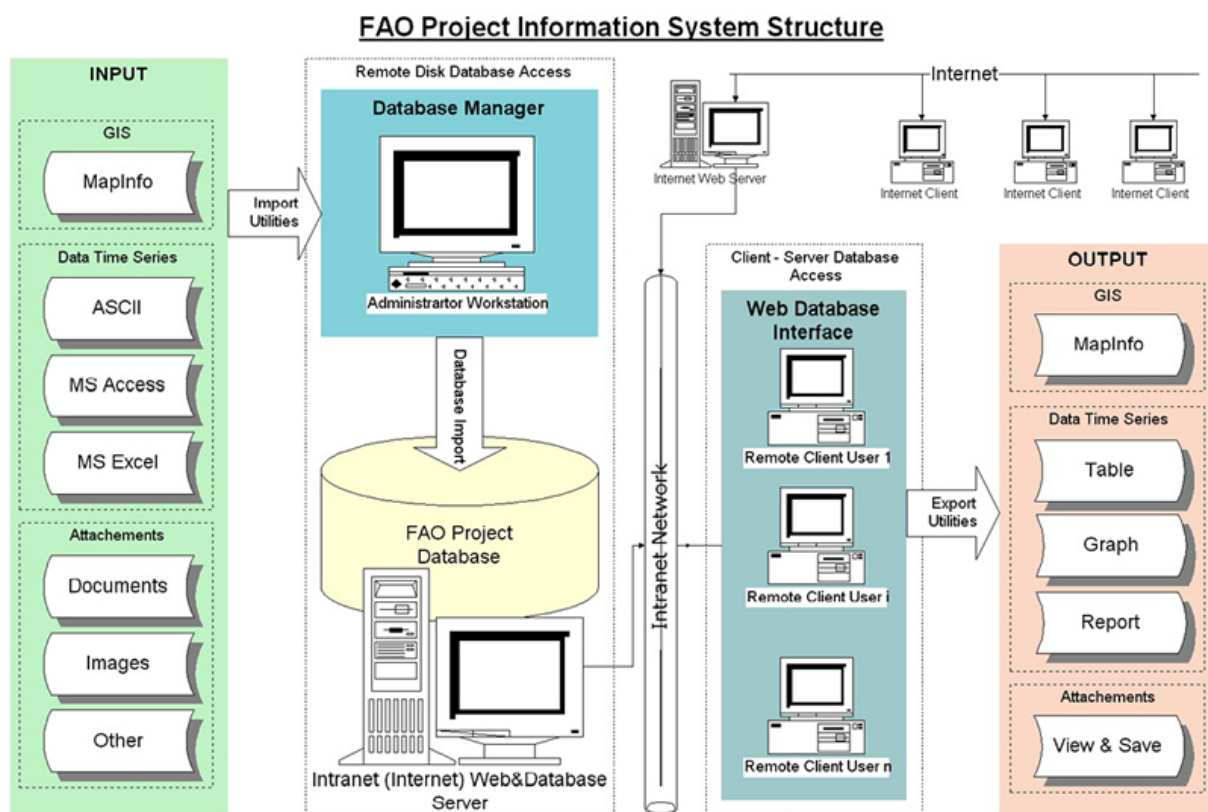 FAO Project Information System Structure
INPUT
GIS
MapInfo
Data Time Series
ASCII
MS Access
MS Excel
Attachements
Documents
Images
Other
Import
Utilities
Remote Disk Database Access
Database Manager
Administrartor Workstation
Database Import
FAO Project
Database
Intranet (Internet) Web&Database
Server
Internet
Internet Web Server
Internet Client
Internet Client
Internet Client
Intranet Network
Client - Server Database
Access
Web Database
Interface
Remote Client User 1
Remote Client User i
Remote Client User n
Export
Utilities
OUTPUT
GIS
MapInfo
Data Time Series
Table
Graph
Report
Attachements
View & Save